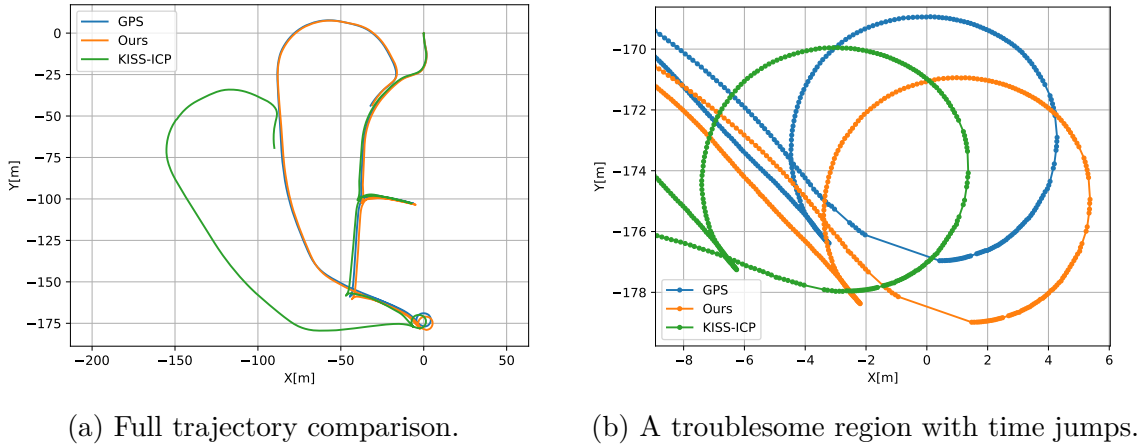 GPS
Ours
KISS-ICP
0
−25
−50
−75
−100
−125
−150
−175
Y[m]
−200
−150
−100
−50
0
50
X[m]
(a) Full trajectory comparison.
−170
−172
−174
−176
−178
Y[m]
GPS
Ours
KISS-ICP
−8
−6
−4
−2
0
2
4
6
X[m]
(b) A troublesome region with time jumps.